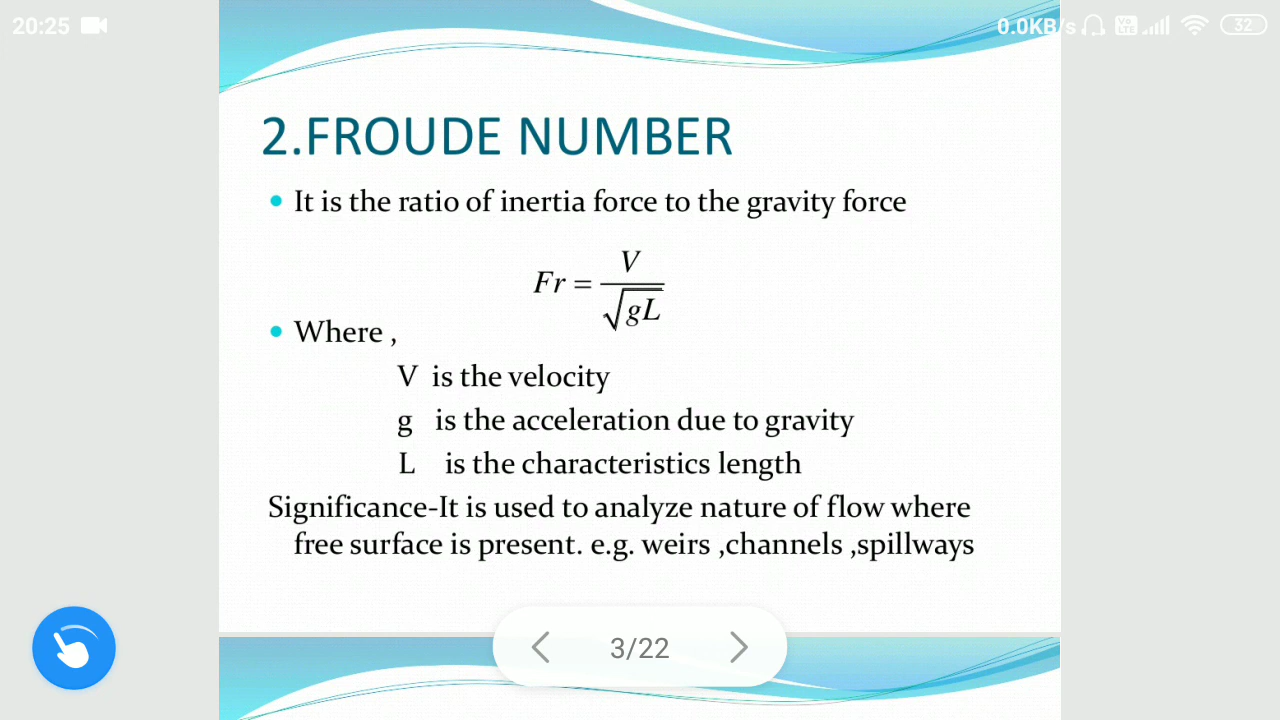 20:25
0.0KB/s
Vo LTE
32
2.FROUDE NUMBER
It is the ratio of inertia force to the gravity force
Fr = V / √gL
Where ,
V is the velocity
g is the acceleration due to gravity
L is the characteristics length
Significance-It is used to analyze nature of flow where
free surface is present. e.g. weirs ,channels ,spillways
3/22